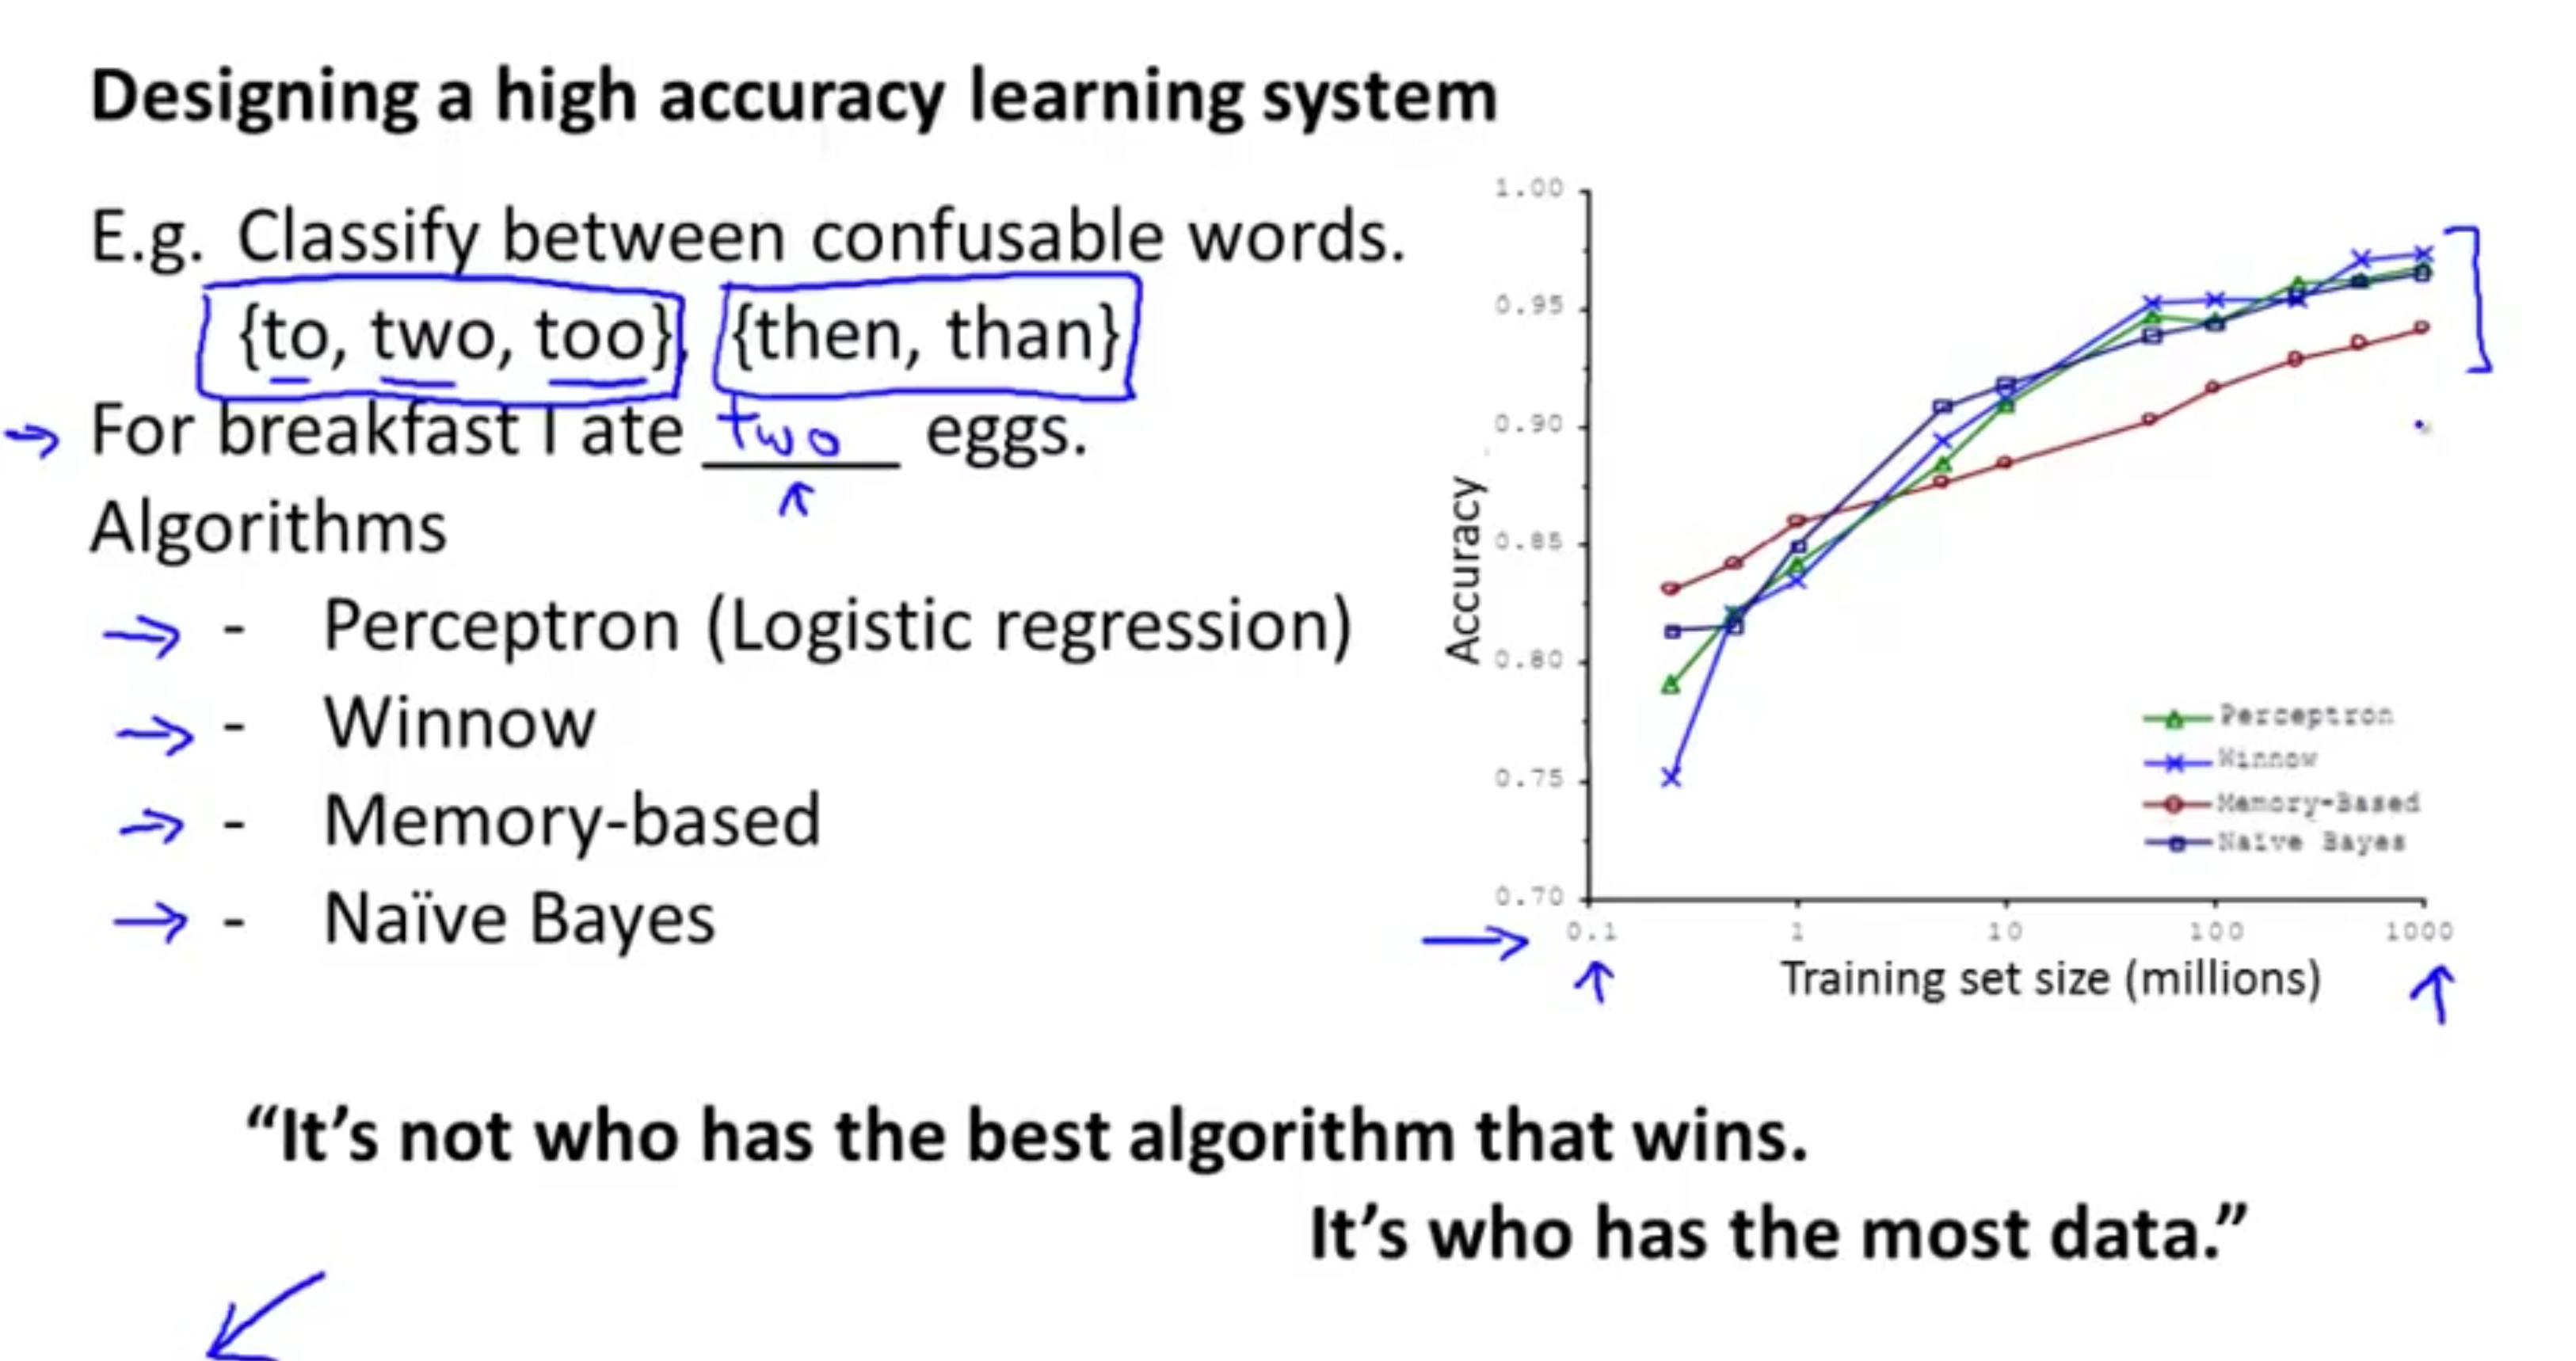 Designing a high accuracy learning system
E.g. Classify between confusable words.
{to, two, too}, {then, than}
For breakfast I ate two eggs.
Algorithms
- Perceptron (Logistic regression)
- Winnow
- Memory-based
- Naïve Bayes
1.00
0.95
0.90
0.85
0.80
0.75
0.70
Accuracy
0.1 1 10 100 1000
Training set size (millions)
Perceptron
Winnow
Memory-Based
Naïve Bayes
“It’s not who has the best algorithm that wins.
It’s who has the most data.”